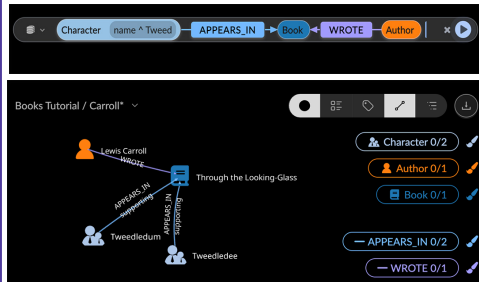 Character name ^ Tweed APPEARS_IN Book WROTE Author
Books Tutorial / Carroll*
Character 0/2
Lewis Carroll
WROTE
Author 0/1
Through the Looking-Glass
Book 0/1
APPEARS_IN
supporting
APPEARS_IN
supporting
Tweedledum
APPEARS_IN 0/2
Tweedledee
WROTE 0/1